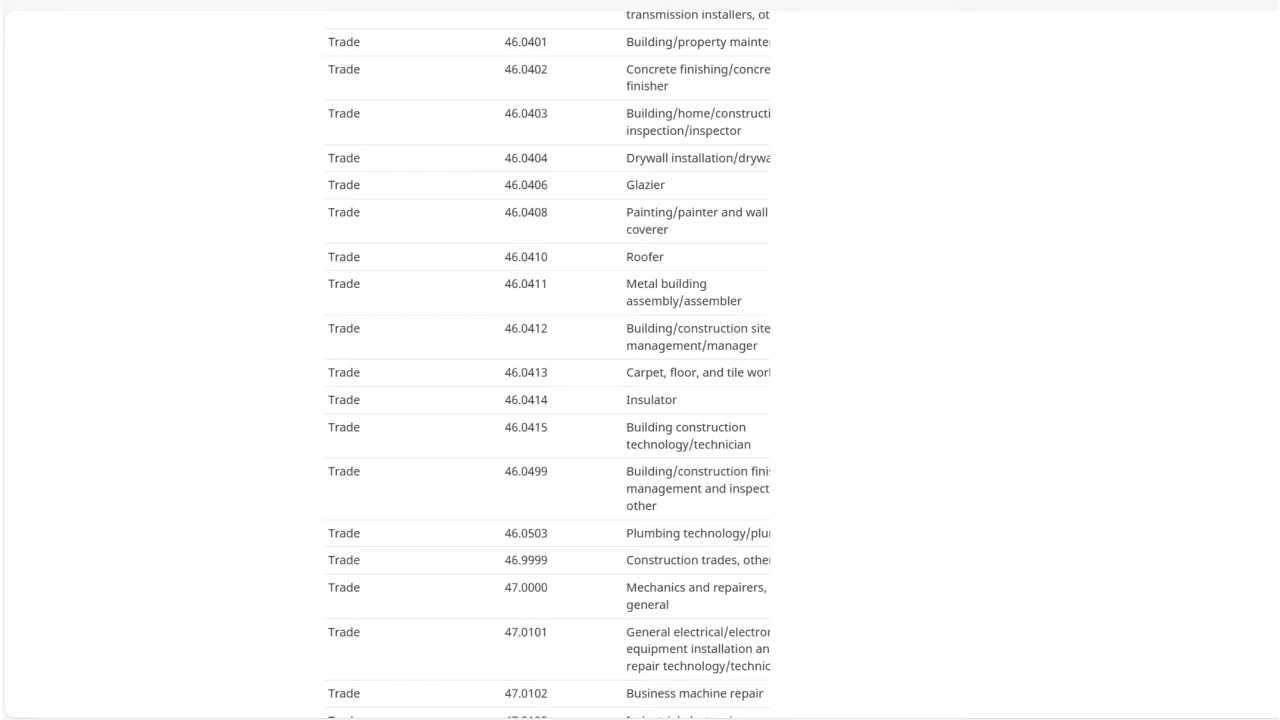 transmission installers, ot
Trade 46.0401 Building/property mainte
Trade 46.0402 Concrete finishing/concre
finisher
Trade 46.0403 Building/home/constructi
inspection/inspector
Trade 46.0404 Drywall installation/drywa
Trade 46.0406 Glazier
Trade 46.0408 Painting/painter and wall
coverer
Trade 46.0410 Roofer
Trade 46.0411 Metal building
assembly/assembler
Trade 46.0412 Building/construction site
management/manager
Trade 46.0413 Carpet, floor, and tile wor
Trade 46.0414 Insulator
Trade 46.0415 Building construction
technology/technician
Trade 46.0499 Building/construction fini
management and inspect
other
Trade 46.0503 Plumbing technology/plu
Trade 46.9999 Construction trades, othe
Trade 47.0000 Mechanics and repairers,
general
Trade 47.0101 General electrical/electro
equipment installation an
repair technology/technic
Trade 47.0102 Business machine repair